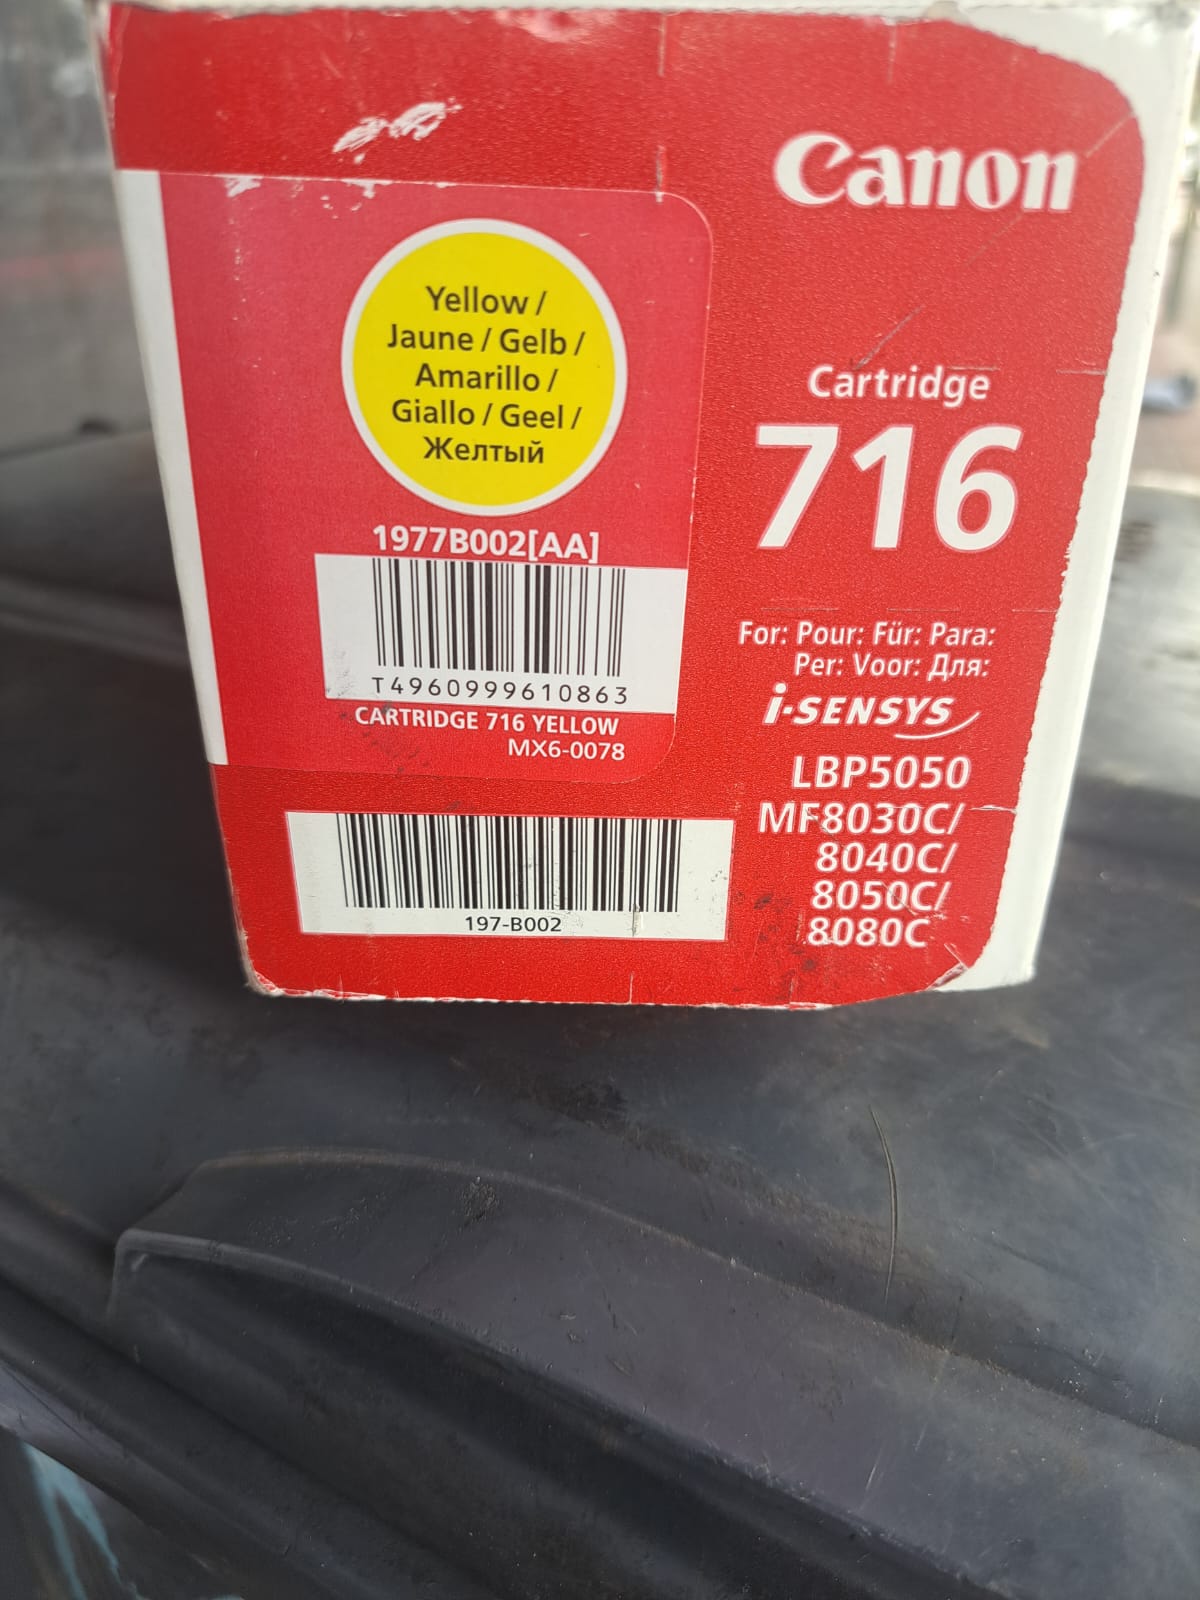 Canon
Yellow /
Jaune / Gelb /
Amarillo /
Giallo / Geel /
Желтый
1977B002[AA]
T4960999610863
CARTRIDGE 716 YELLOW
MX6-0078
197-B002
Cartridge
716
For: Pour: Für: Para:
Per: Voor: Для:
i-SENSYS
LBP5050
MF8030C/
8040C/
8050C/
8080C